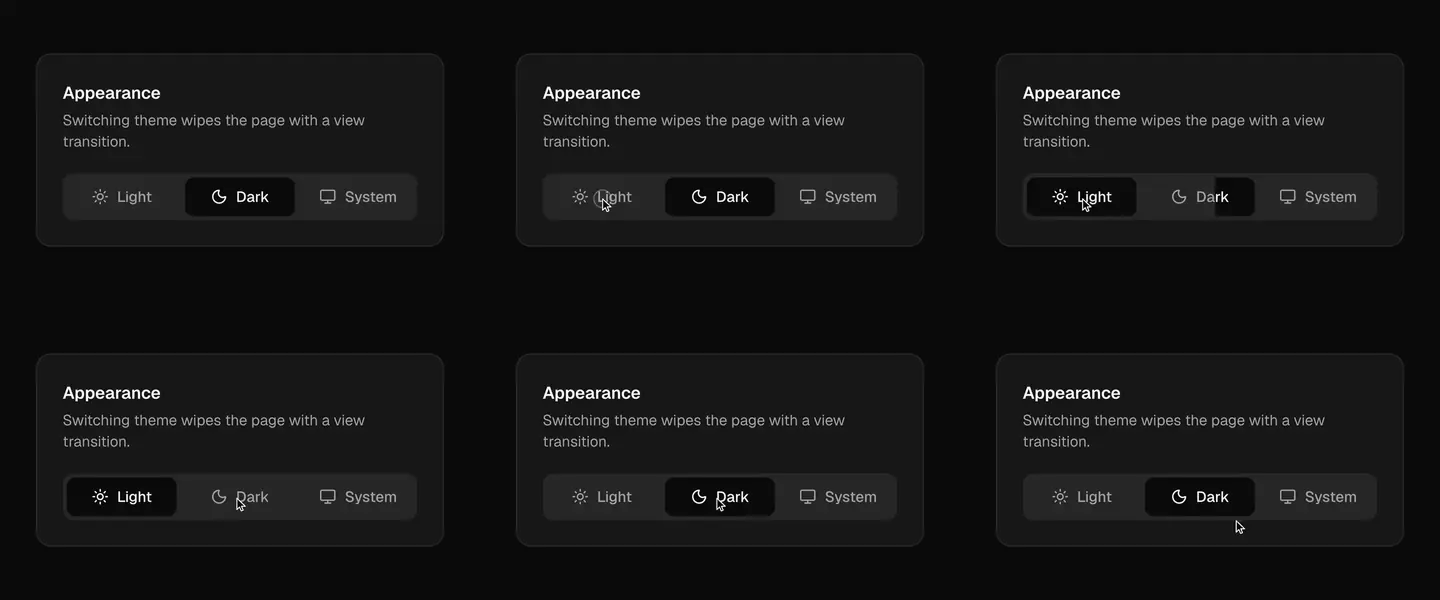 Appearance
Switching theme wipes the page with a view
transition.
Light Dark System
Appearance
Switching theme wipes the page with a view
transition.
Light Dark System
Appearance
Switching theme wipes the page with a view
transition.
Light Dark System
Appearance
Switching theme wipes the page with a view
transition.
Light Dark System
Appearance
Switching theme wipes the page with a view
transition.
Light Dark System
Appearance
Switching theme wipes the page with a view
transition.
Light Dark System